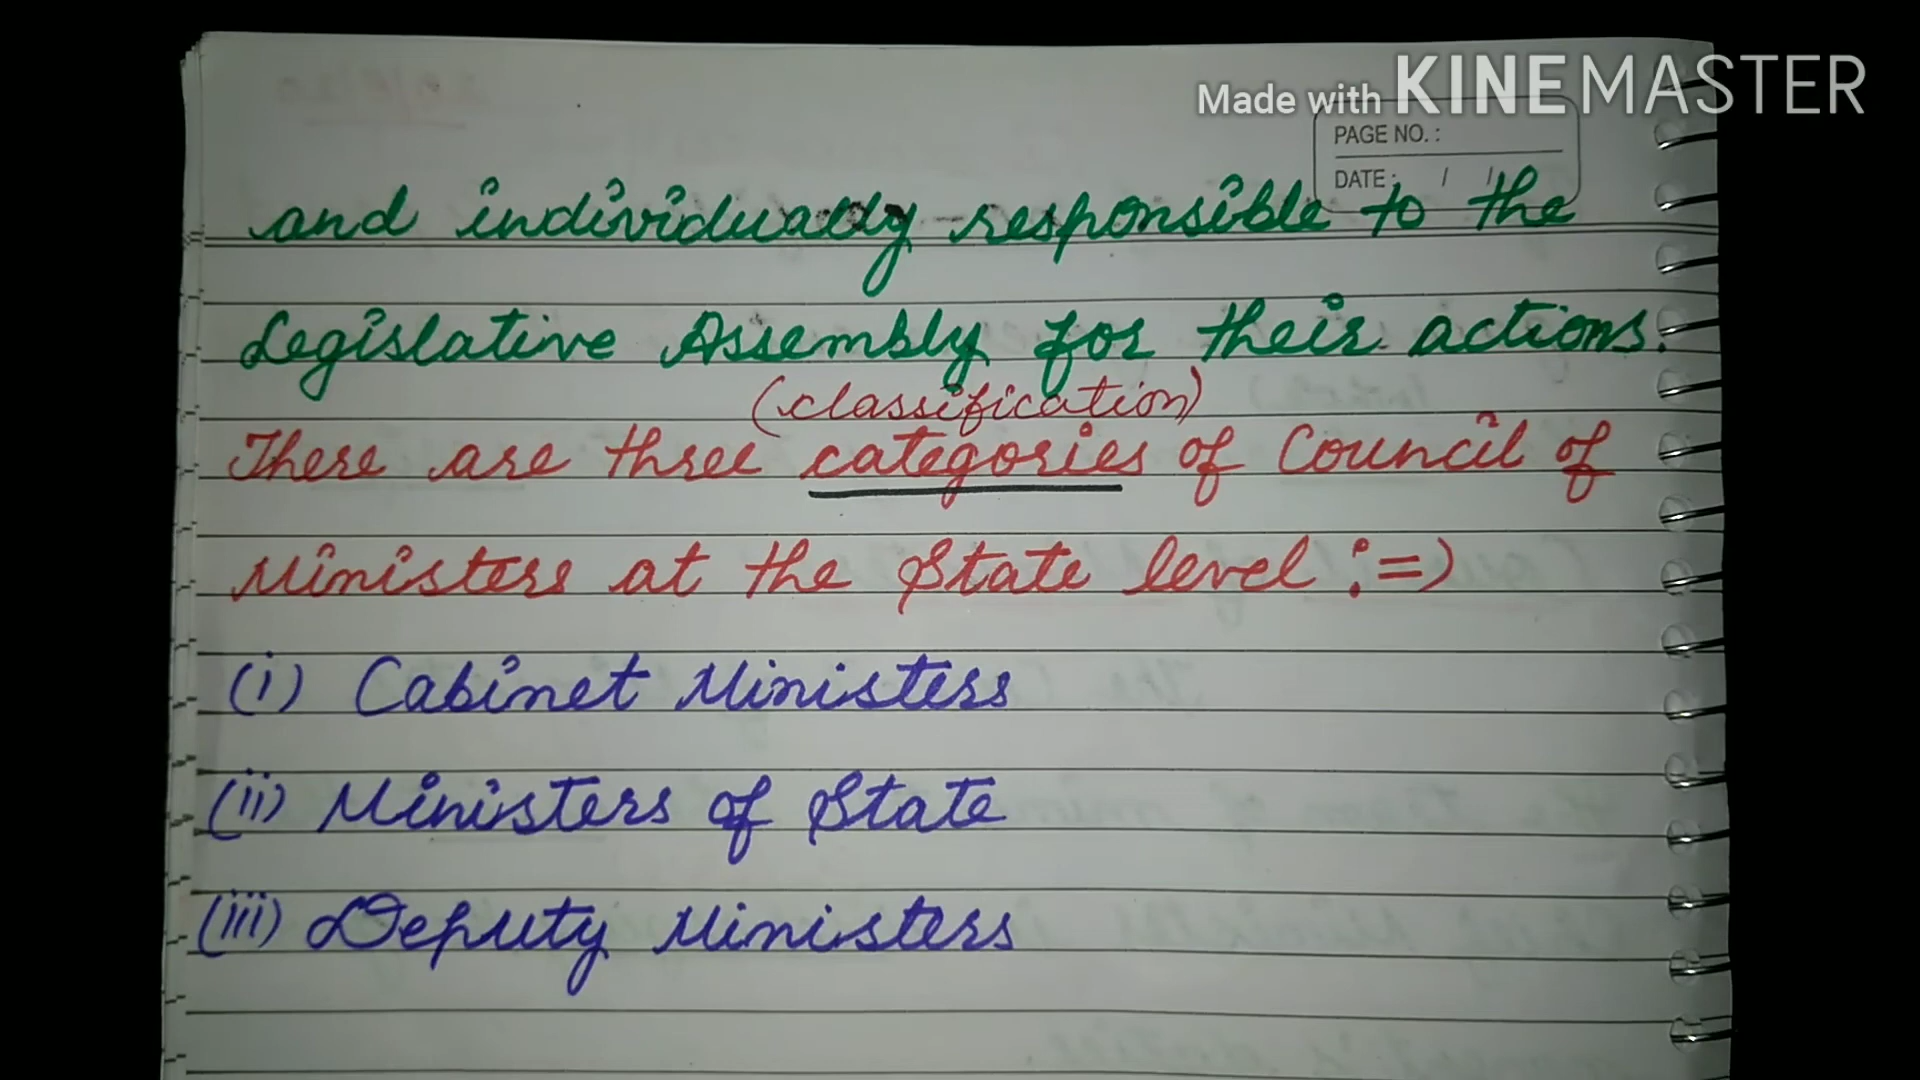 Made with KINEMASTER
PAGE NO.:
DATE: / /
and individually responsible to the
Legislative Assembly for their actions.
(classification)
There are three categories of Council of
Ministers at the State level :=)
(i) Cabinet Ministers
(ii) Ministers of State
(iii) Deputy Ministers